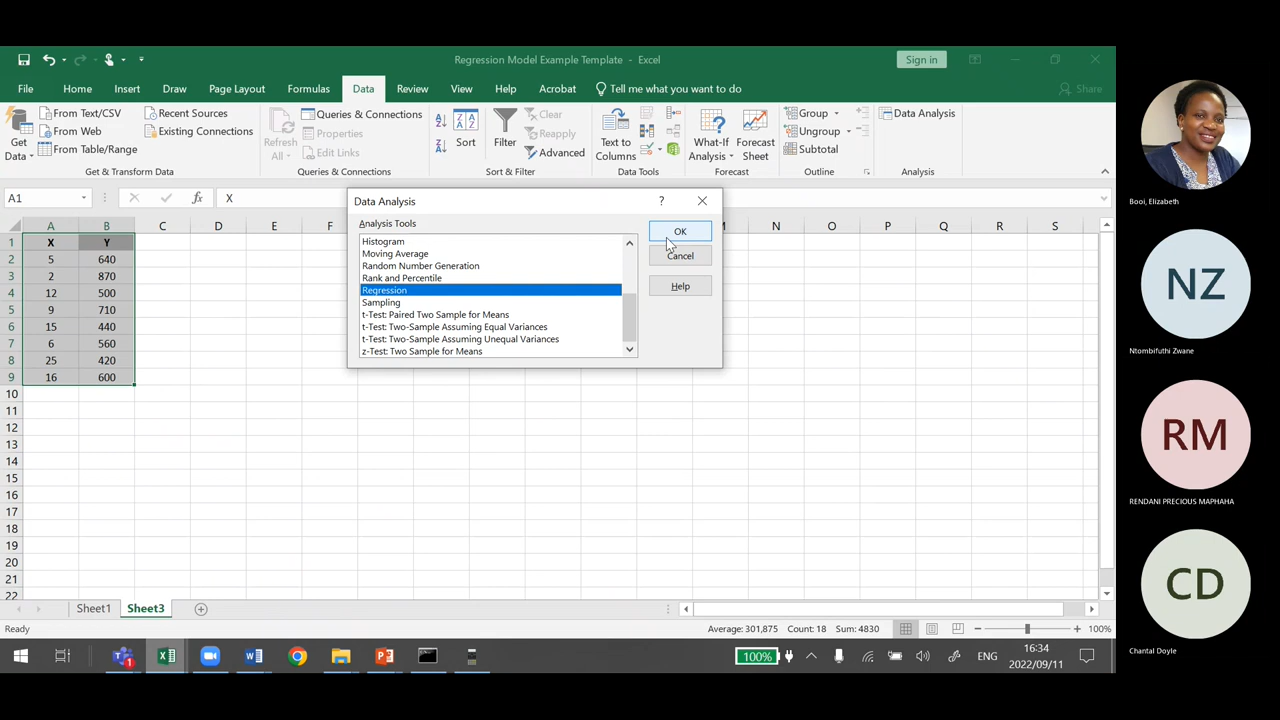 Regression Model Example Template - Excel
Sign in
File Home Insert Draw Page Layout Formulas Data Review View Help Acrobat Tell me what you want to do Share
Get Data
From Text/CSV
From Web
From Table/Range
Recent Sources
Existing Connections
Get & Transform Data
Refresh All
Queries & Connections
Properties
Edit Links
Queries & Connections
Sort
Filter
Clear
Reapply
Advanced
Sort & Filter
Text to Columns
Data Tools
What-If Analysis
Forecast Sheet
Forecast
Group
Ungroup
Subtotal
Outline
Data Analysis
Analysis
A1 fx X
A B C D E F M N O P Q R S
1 X Y
2 5 640
3 2 870
4 12 500
5 9 710
6 15 440
7 6 560
8 25 420
9 16 600
10
11
12
13
14
15
16
17
18
19
20
21
22
Data Analysis ?
Analysis Tools
Histogram
Moving Average
Random Number Generation
Rank and Percentile
Regression
Sampling
t-Test: Paired Two Sample for Means
t-Test: Two-Sample Assuming Equal Variances
t-Test: Two-Sample Assuming Unequal Variances
z-Test: Two Sample for Means
OK
Cancel
Help
Sheet1 Sheet3
Ready
Average: 301,875 Count: 18 Sum: 4830
100%
100%
ENG
16:34
2022/09/11
Booi, Elizabeth
NZ
Ntombifuthi Zwane
RM
RENDANI PRECIOUS MAPHAHA
CD
Chantal Doyle